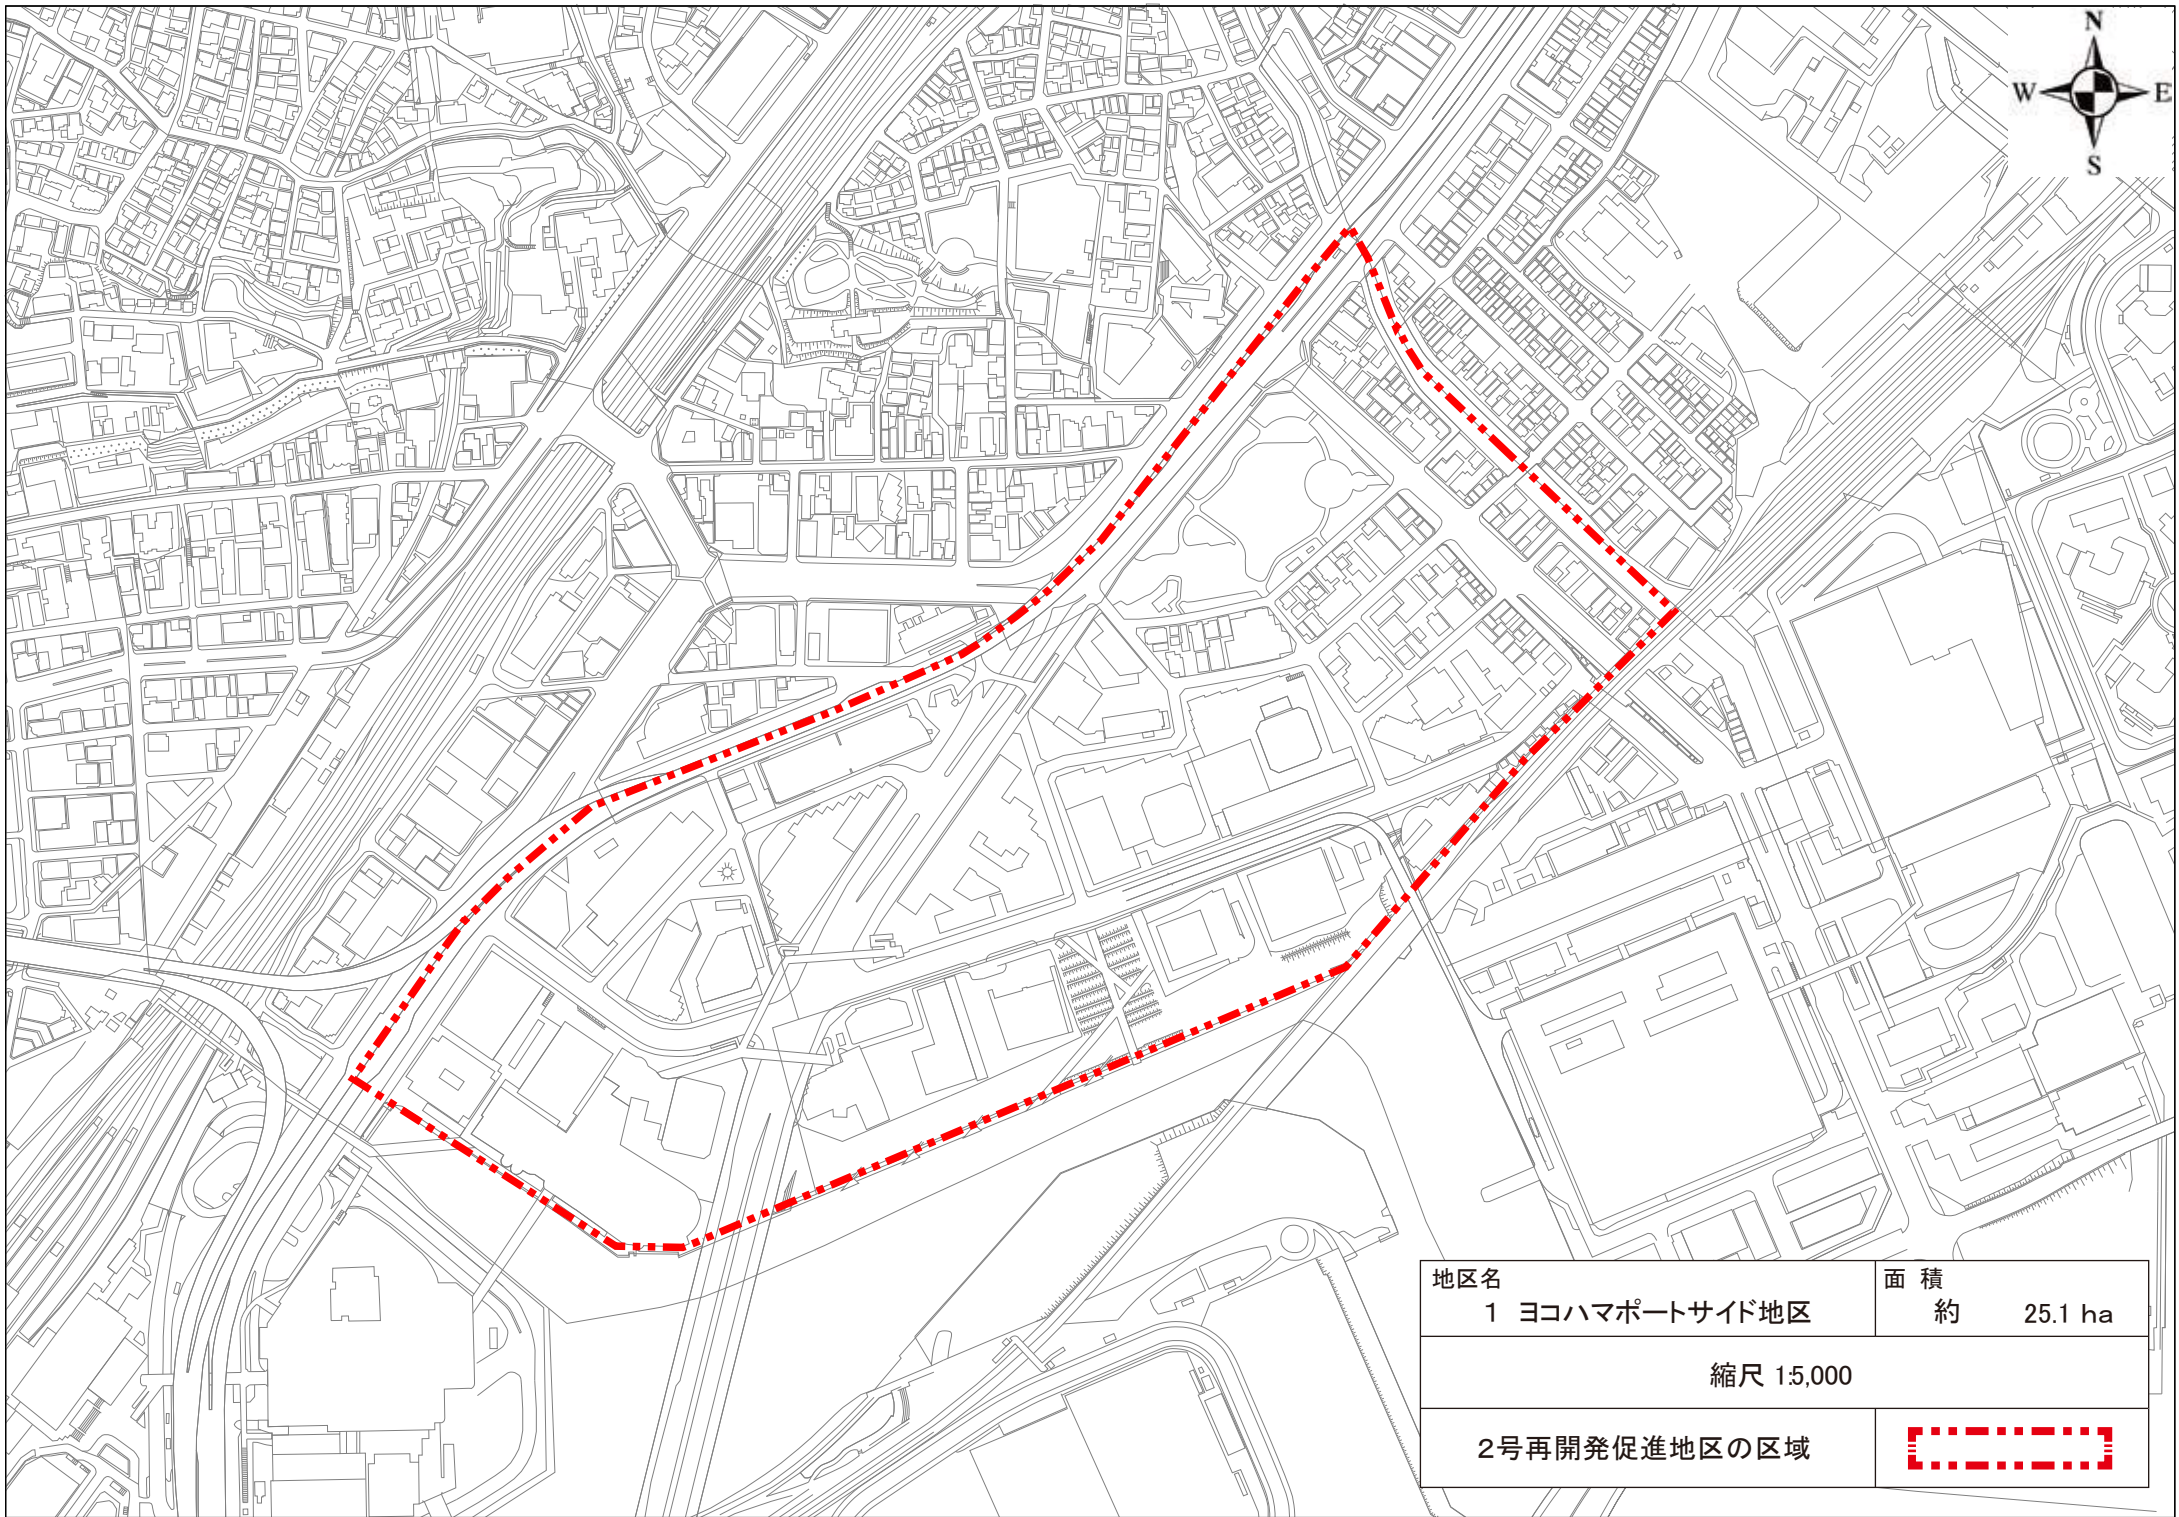 N
W E
S
地区名
1 ヨコハマポートサイド地区
面 積
約 25.1 ha
縮尺 1:5,000
2号再開発促進地区の区域